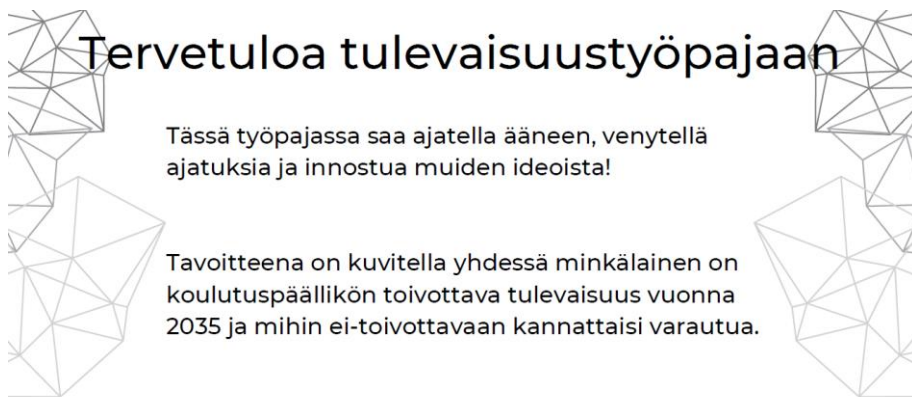 Tervetuloa tulevaisuustyöpajaan
Tässä työpajassa saa ajatella ääneen, venytellä
ajatuksia ja innostua muiden ideoista!
Tavoitteena on kuvitella yhdessä minkälainen on
koulutuspäällikön toivottava tulevaisuus vuonna
2035 ja mihin ei-toivottavaan kannattaisi varautua.